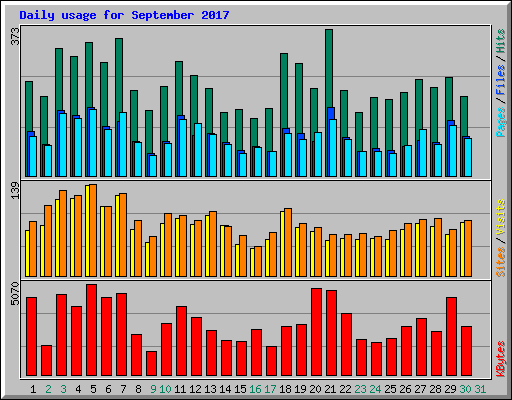 Daily usage for September 2017
373
Pages / Files / Hits
139
Sites / Visits
5070
KBytes
1 2 3 4 5 6 7 8 9 10 11 12 13 14 15 16 17 18 19 20 21 22 23 24 25 26 27 28 29 30 31